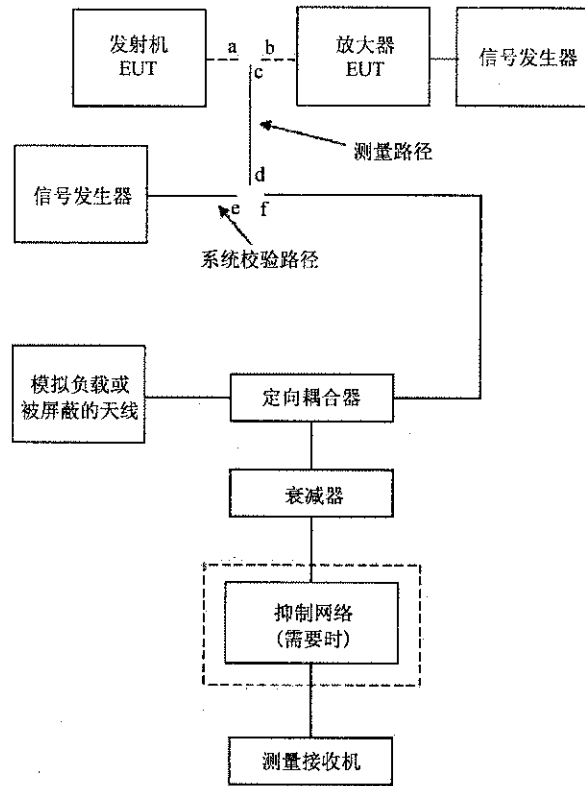 发射机
EUT
a
b
放大器
EUT
信号发生器
c
测量路径
d
信号发生器
e
f
系统校验路径
模拟负载或
被屏蔽的天线
定向耦合器
衰减器
抑制网络
(需要时)
测量接收机